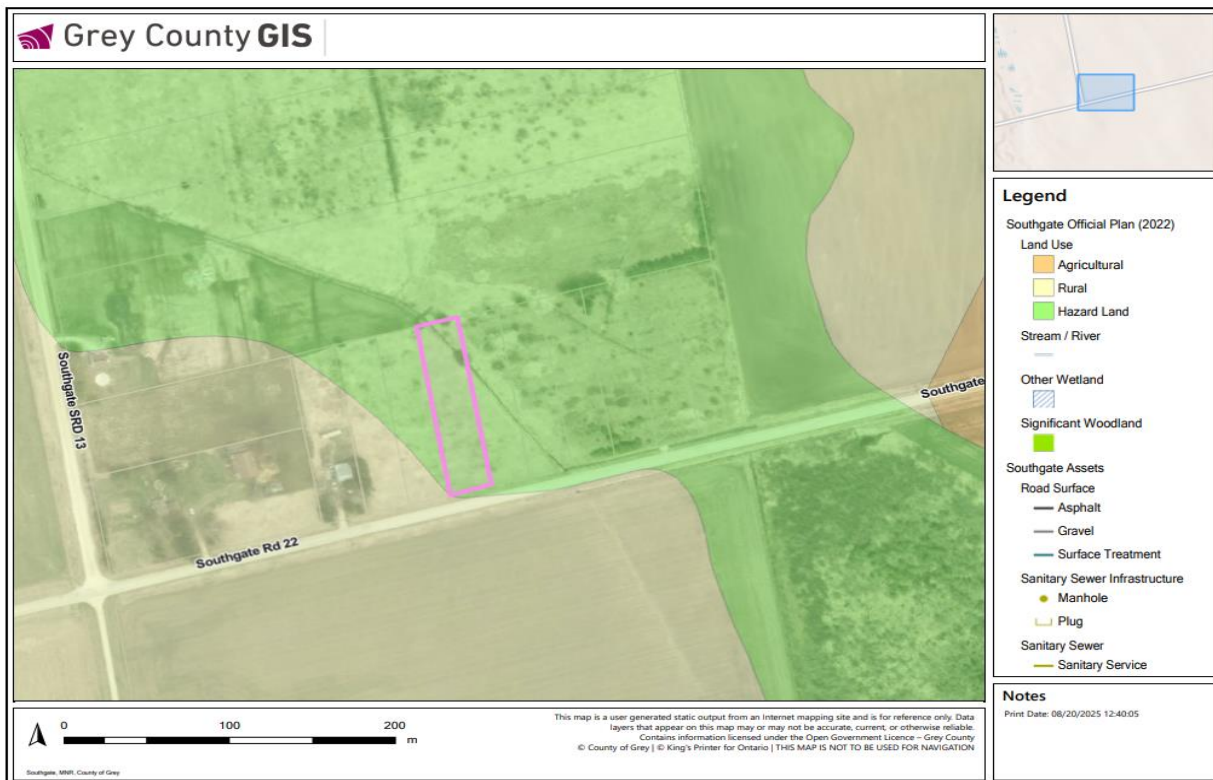 Grey County GIS
Southgate SRD 13
Southgate Rd 22
Southgate
Legend
Southgate Official Plan (2022)
Land Use
Agricultural
Rural
Hazard Land
Stream / River
Other Wetland
Significant Woodland
Southgate Assets
Road Surface
Asphalt
Gravel
Surface Treatment
Sanitary Sewer Infrastructure
Manhole
Plug
Sanitary Sewer
Sanitary Service
Notes
Print Date: 08/20/2025 12:40:05
0 100 200
m
Southgate, MNR, County of Grey
This map is a user generated static output from an Internet mapping site and is for reference only. Data
layers that appear on this map may or may not be accurate, current, or otherwise reliable.
Contains information licensed under the Open Government Licence – Grey County
© County of Grey | © King's Printer for Ontario | THIS MAP IS NOT TO BE USED FOR NAVIGATION